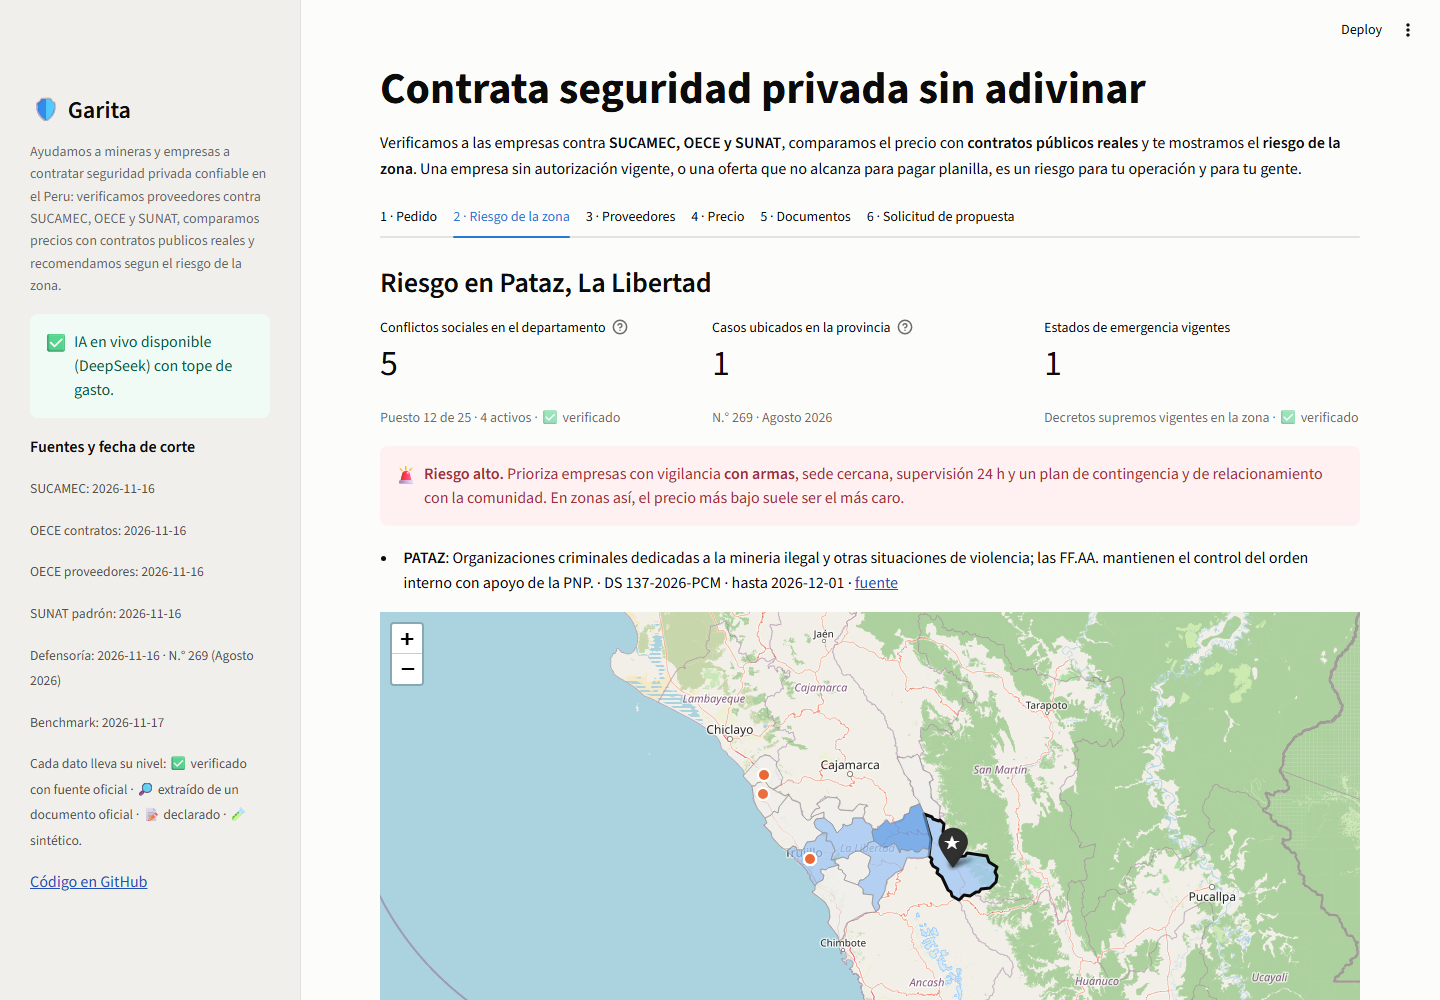 Deploy
Garita
Ayudamos a mineras y empresas a
contratar seguridad privada confiable en
el Peru: verificamos proveedores contra
SUCAMEC, OECE y SUNAT, comparamos
precios con contratos publicos reales y
recomendamos segun el riesgo de la
zona.
IA en vivo disponible
(DeepSeek) con tope de
gasto.
Fuentes y fecha de corte
SUCAMEC: 2026-11-16
OECE contratos: 2026-11-16
OECE proveedores: 2026-11-16
SUNAT padrón: 2026-11-16
Defensoría: 2026-11-16 · N.° 269 (Agosto
2026)
Benchmark: 2026-11-17
Cada dato lleva su nivel: ✅ verificado
con fuente oficial · 🔎 extraído de un
documento oficial · 📝 declarado · 🧪
sintético.
Código en GitHub
Contrata seguridad privada sin adivinar
Verificamos a las empresas contra SUCAMEC, OECE y SUNAT, comparamos el precio con contratos públicos reales y te mostramos el riesgo de la
zona. Una empresa sin autorización vigente, o una oferta que no alcanza para pagar planilla, es un riesgo para tu operación y para tu gente.
1 · Pedido 2 · Riesgo de la zona 3 · Proveedores 4 · Precio 5 · Documentos 6 · Solicitud de propuesta
Riesgo en Pataz, La Libertad
Conflictos sociales en el departamento
5
Puesto 12 de 25 · 4 activos · ✅ verificado
Casos ubicados en la provincia
1
N.° 269 · Agosto 2026
Estados de emergencia vigentes
1
Decretos supremos vigentes en la zona · ✅ verificado
Riesgo alto. Prioriza empresas con vigilancia con armas, sede cercana, supervisión 24 h y un plan de contingencia y de relacionamiento
con la comunidad. En zonas así, el precio más bajo suele ser el más caro.
PATAZ: Organizaciones criminales dedicadas a la mineria ilegal y otras situaciones de violencia; las FF.AA. mantienen el control del orden
interno con apoyo de la PNP. · DS 137-2026-PCM · hasta 2026-12-01 · fuente
+
−
Jaén
Cajamarca
Lambayeque
Tarapoto
Chiclayo
Cajamarca
San Martín
Trujillo
La Libertad
Pucallpa
Chimbote
Ancash
Huánuco
Ucayali